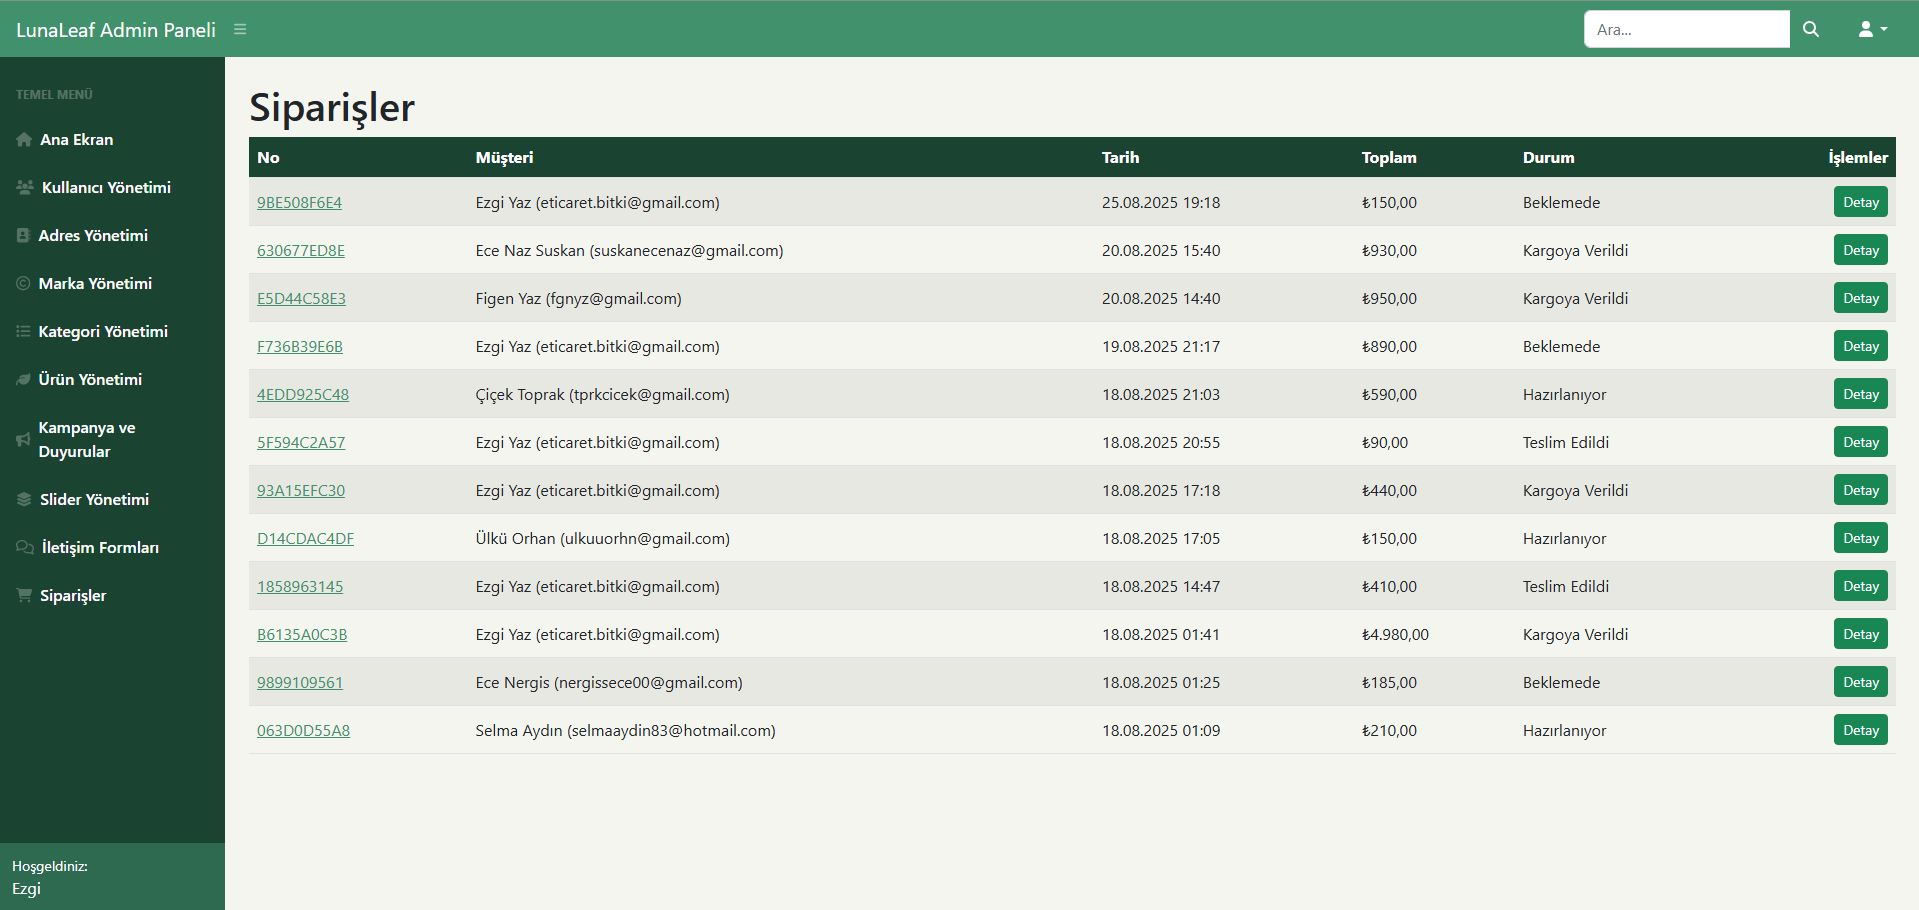 LunaLeaf Admin Paneli
Ara...
TEMEL MENÜ
Ana Ekran
Kullanıcı Yönetimi
Adres Yönetimi
Marka Yönetimi
Kategori Yönetimi
Ürün Yönetimi
Kampanya ve
Duyurular
Slider Yönetimi
İletişim Formları
Siparişler
Hoşgeldiniz:
Ezgi
Siparişler
No Müşteri Tarih Toplam Durum İşlemler
9BE508F6E4 Ezgi Yaz (eticaret.bitki@gmail.com) 25.08.2025 19:18 ₺150,00 Beklemede Detay
630677ED8E Ece Naz Suskan (suskanecenaz@gmail.com) 20.08.2025 15:40 ₺930,00 Kargoya Verildi Detay
E5D44C58E3 Figen Yaz (fgnyz@gmail.com) 20.08.2025 14:40 ₺950,00 Kargoya Verildi Detay
F736B39E6B Ezgi Yaz (eticaret.bitki@gmail.com) 19.08.2025 21:17 ₺890,00 Beklemede Detay
4EDD925C48 Çiçek Toprak (tprkcicek@gmail.com) 18.08.2025 21:03 ₺590,00 Hazırlanıyor Detay
5F594C2A57 Ezgi Yaz (eticaret.bitki@gmail.com) 18.08.2025 20:55 ₺90,00 Teslim Edildi Detay
93A15EFC30 Ezgi Yaz (eticaret.bitki@gmail.com) 18.08.2025 17:18 ₺440,00 Kargoya Verildi Detay
D14CDAC4DF Ülkü Orhan (ulkuuorhn@gmail.com) 18.08.2025 17:05 ₺150,00 Hazırlanıyor Detay
1858963145 Ezgi Yaz (eticaret.bitki@gmail.com) 18.08.2025 14:47 ₺410,00 Teslim Edildi Detay
B6135A0C3B Ezgi Yaz (eticaret.bitki@gmail.com) 18.08.2025 01:41 ₺4.980,00 Kargoya Verildi Detay
9899109561 Ece Nergis (nergissece00@gmail.com) 18.08.2025 01:25 ₺185,00 Beklemede Detay
063D0D55A8 Selma Aydın (selmaaydin83@hotmail.com) 18.08.2025 01:09 ₺210,00 Hazırlanıyor Detay